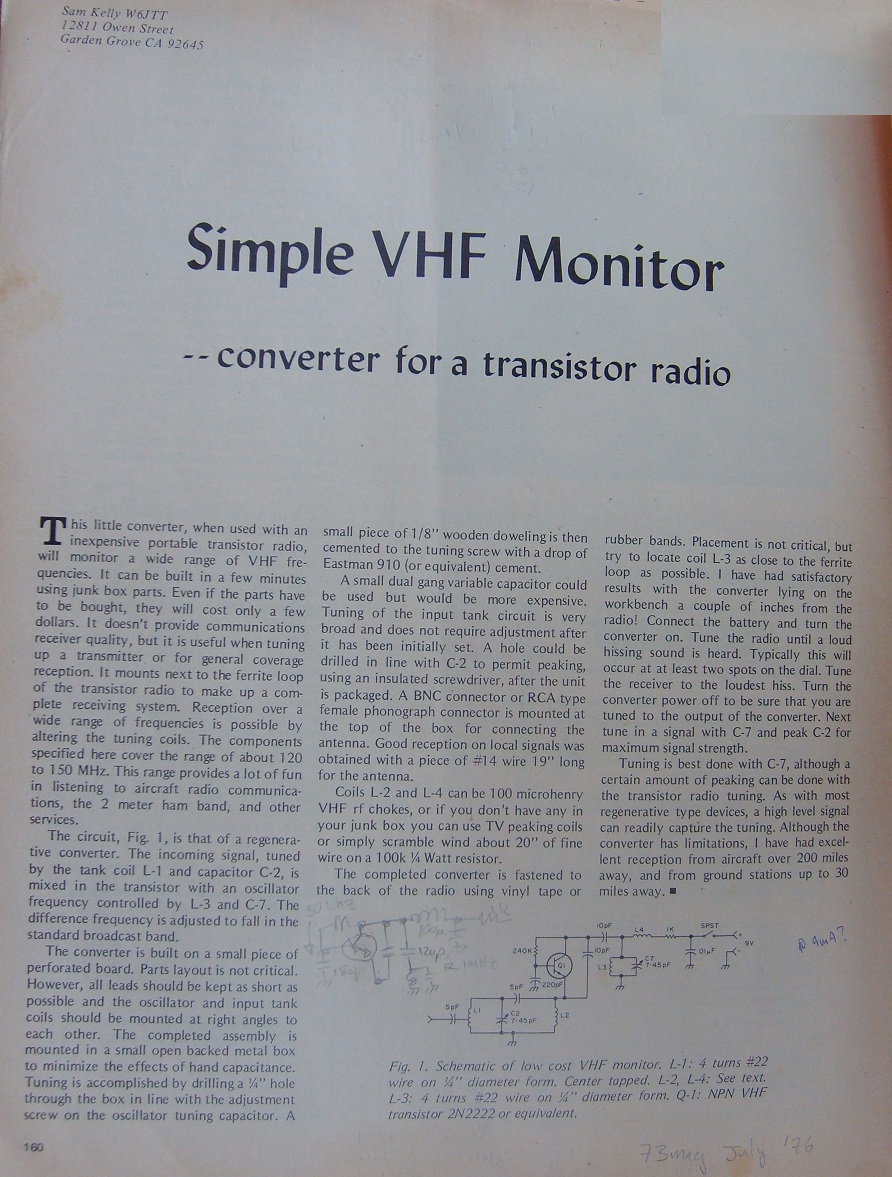 Sam Kelly W6JTT
12811 Owen Street
Garden Grove CA 92645
Simple VHF Monitor
-- converter for a transistor radio
This little converter, when used with an
inexpensive portable transistor radio,
will monitor a wide range of VHF fre-
quencies. It can be built in a few minutes
using junk box parts. Even if the parts have
to be bought, they will cost only a few
dollars. It doesn't provide communications
receiver quality, but it is useful when tuning
up a transmitter or for general coverage
reception. It mounts next to the ferrite loop
of the transistor radio to make up a com-
plete receiving system. Reception over a
wide range of frequencies is possible by
altering the tuning coils. The components
specified here cover the range of about 120
to 150 MHz. This range provides a lot of fun
in listening to aircraft radio communica-
tions, the 2 meter ham band, and other
services.
The circuit, Fig. 1, is that of a regenera-
tive converter. The incoming signal, tuned
by the tank coil L-1 and capacitor C-2, is
mixed in the transistor with an oscillator
frequency controlled by L-3 and C-7. The
difference frequency is adjusted to fall in the
standard broadcast band.
The converter is built on a small piece of
perforated board. Parts layout is not critical.
However, all leads should be kept as short as
possible and the oscillator and input tank
coils should be mounted at right angles to
each other. The completed assembly is
mounted in a small open backed metal box
to minimize the effects of hand capacitance.
Tuning is accomplished by drilling a ¼" hole
through the box in line with the adjustment
screw on the oscillator tuning capacitor. A
small piece of 1/8" wooden doweling is then
cemented to the tuning screw with a drop of
Eastman 910 (or equivalent) cement.
A small dual gang variable capacitor could
be used but would be more expensive.
Tuning of the input tank circuit is very
broad and does not require adjustment after
it has been initially set. A hole could be
drilled in line with C-2 to permit peaking,
using an insulated screwdriver, after the unit
is packaged. A BNC connector or RCA type
female phonograph connector is mounted at
the top of the box for connecting the
antenna. Good reception on local signals was
obtained with a piece of #14 wire 19" long
for the antenna.
Coils L-2 and L-4 can be 100 microhenry
VHF rf chokes, or if you don't have any in
your junk box you can use TV peaking coils
or simply scramble wind about 20" of fine
wire on a 100k ¼ Watt resistor.
The completed converter is fastened to
the back of the radio using vinyl tape or
rubber bands. Placement is not critical, but
try to locate coil L-3 as close to the ferrite
loop as possible. I have had satisfactory
results with the converter lying on the
workbench a couple of inches from the
radio! Connect the battery and turn the
converter on. Tune the radio until a loud
hissing sound is heard. Typically this will
occur at at least two spots on the dial. Tune
the receiver to the loudest hiss. Turn the
converter power off to be sure that you are
tuned to the output of the converter. Next
tune in a signal with C-7 and peak C-2 for
maximum signal strength.
Tuning is best done with C-7, although a
certain amount of peaking can be done with
the transistor radio tuning. As with most
regenerative type devices, a high level signal
can readily capture the tuning. Although the
converter has limitations, I have had excel-
lent reception from aircraft over 200 miles
away, and from ground stations up to 30
miles away. ■
120p
10pF
L4
1K
SPST
9V
240K
Q1
10pF
L3
C7
7-45pF
.01µF
220pF
5pF
5pF
L1
C2
7-45pF
L2
@ 9mA?
Fig. 1. Schematic of low cost VHF monitor. L-1: 4 turns #22
wire on ¼" diameter form. Center tapped. L-2, L-4: See text.
L-3: 4 turns #22 wire on ¼" diameter form. Q-1: NPN VHF
transistor 2N2222 or equivalent.
160
73 mag July '76